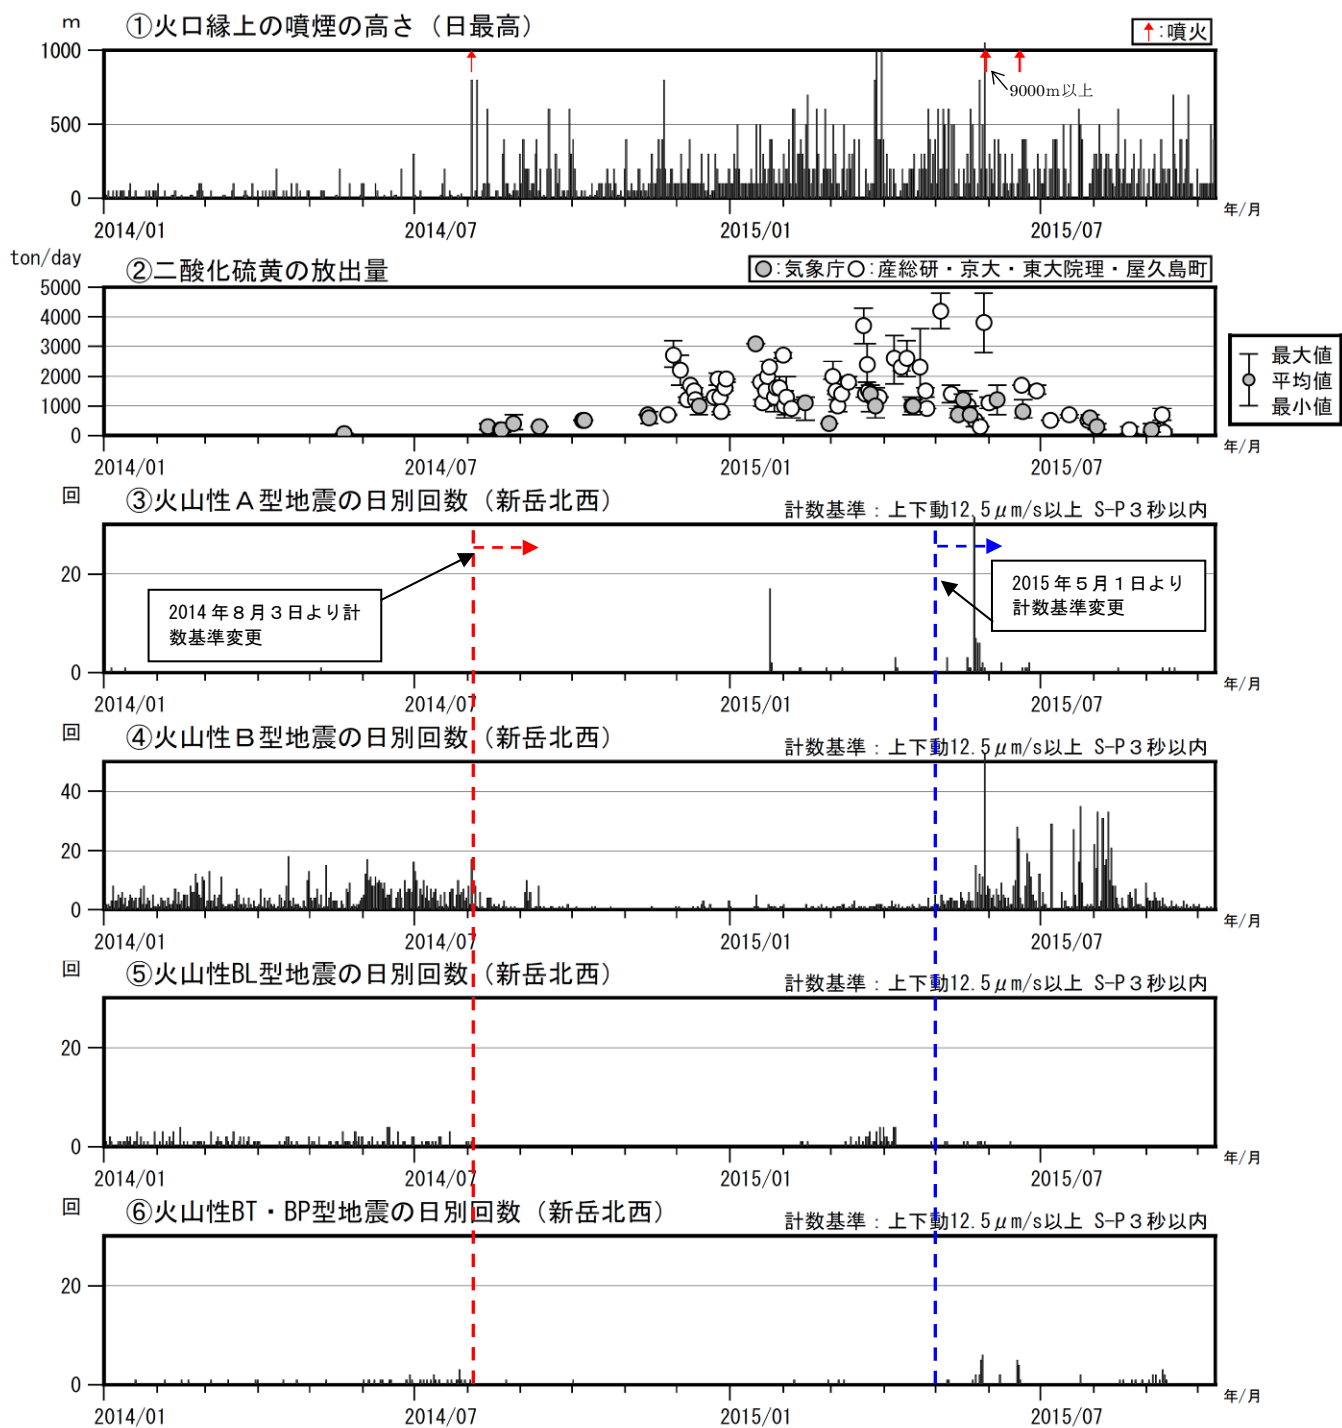 m ①火口縁上の噴煙の高さ（日最高） ↑:噴火
1000
9000m以上
500
0
2014/01 2014/07 2015/01 2015/07 年/月
ton/day ②二酸化硫黄の放出量 :気象庁 :産総研・京大・東大院理・屋久島町
5000
4000
3000
2000
1000
0
最大値
平均値
最小値
2014/01 2014/07 2015/01 2015/07 年/月
回 ③火山性Ａ型地震の日別回数（新岳北西） 計数基準：上下動12.5μm/s以上 S-P３秒以内
20
0
2014年８月３日より計
数基準変更
2015年５月１日より
計数基準変更
2014/01 2014/07 2015/01 2015/07 年/月
回 ④火山性Ｂ型地震の日別回数（新岳北西） 計数基準：上下動12.5μm/s以上 S-P３秒以内
40
20
0
2014/01 2014/07 2015/01 2015/07 年/月
回 ⑤火山性BL型地震の日別回数（新岳北西） 計数基準：上下動12.5μm/s以上 S-P３秒以内
20
0
2014/01 2014/07 2015/01 2015/07 年/月
回 ⑥火山性BT・BP型地震の日別回数（新岳北西） 計数基準：上下動12.5μm/s以上 S-P３秒以内
20
0
2014/01 2014/07 2015/01 2015/07 年/月